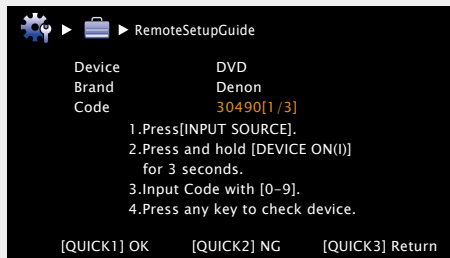 RemoteSetupGuide
Device DVD
Brand Denon
Code 30490[1/3]
1.Press[INPUT SOURCE].
2.Press and hold [DEVICE ON(I)]
for 3 seconds.
3.Input Code with [0–9].
4.Press any key to check device.
[QUICK1] OK [QUICK2] NG [QUICK3] Return